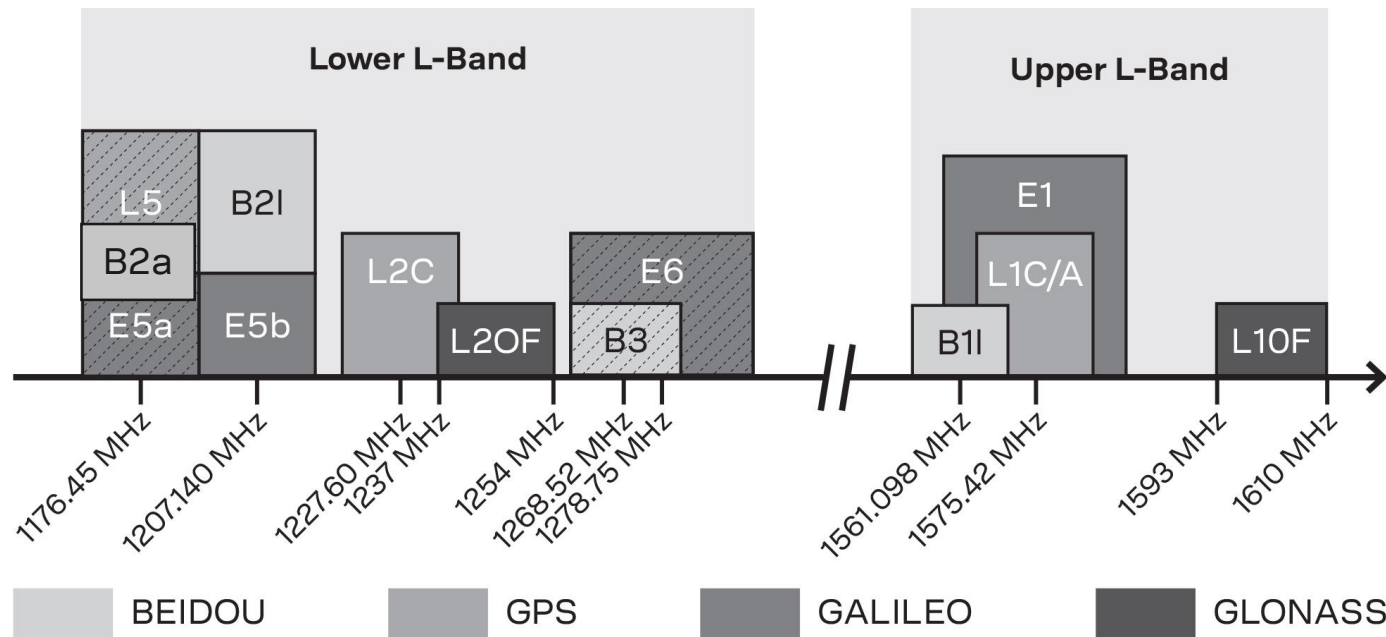 Lower L-Band
Upper L-Band
L5
B2I
B2a
E5a
E5b
L2C
L2OF
E6
B3
E1
L1C/A
B1I
L1OF
1176.45 MHz
1207.140 MHz
1227.60 MHz
1237 MHz
1254 MHz
1268.52 MHz
1278.75 MHz
1561.098 MHz
1575.42 MHz
1593 MHz
1610 MHz
BEIDOU
GPS
GALILEO
GLONASS